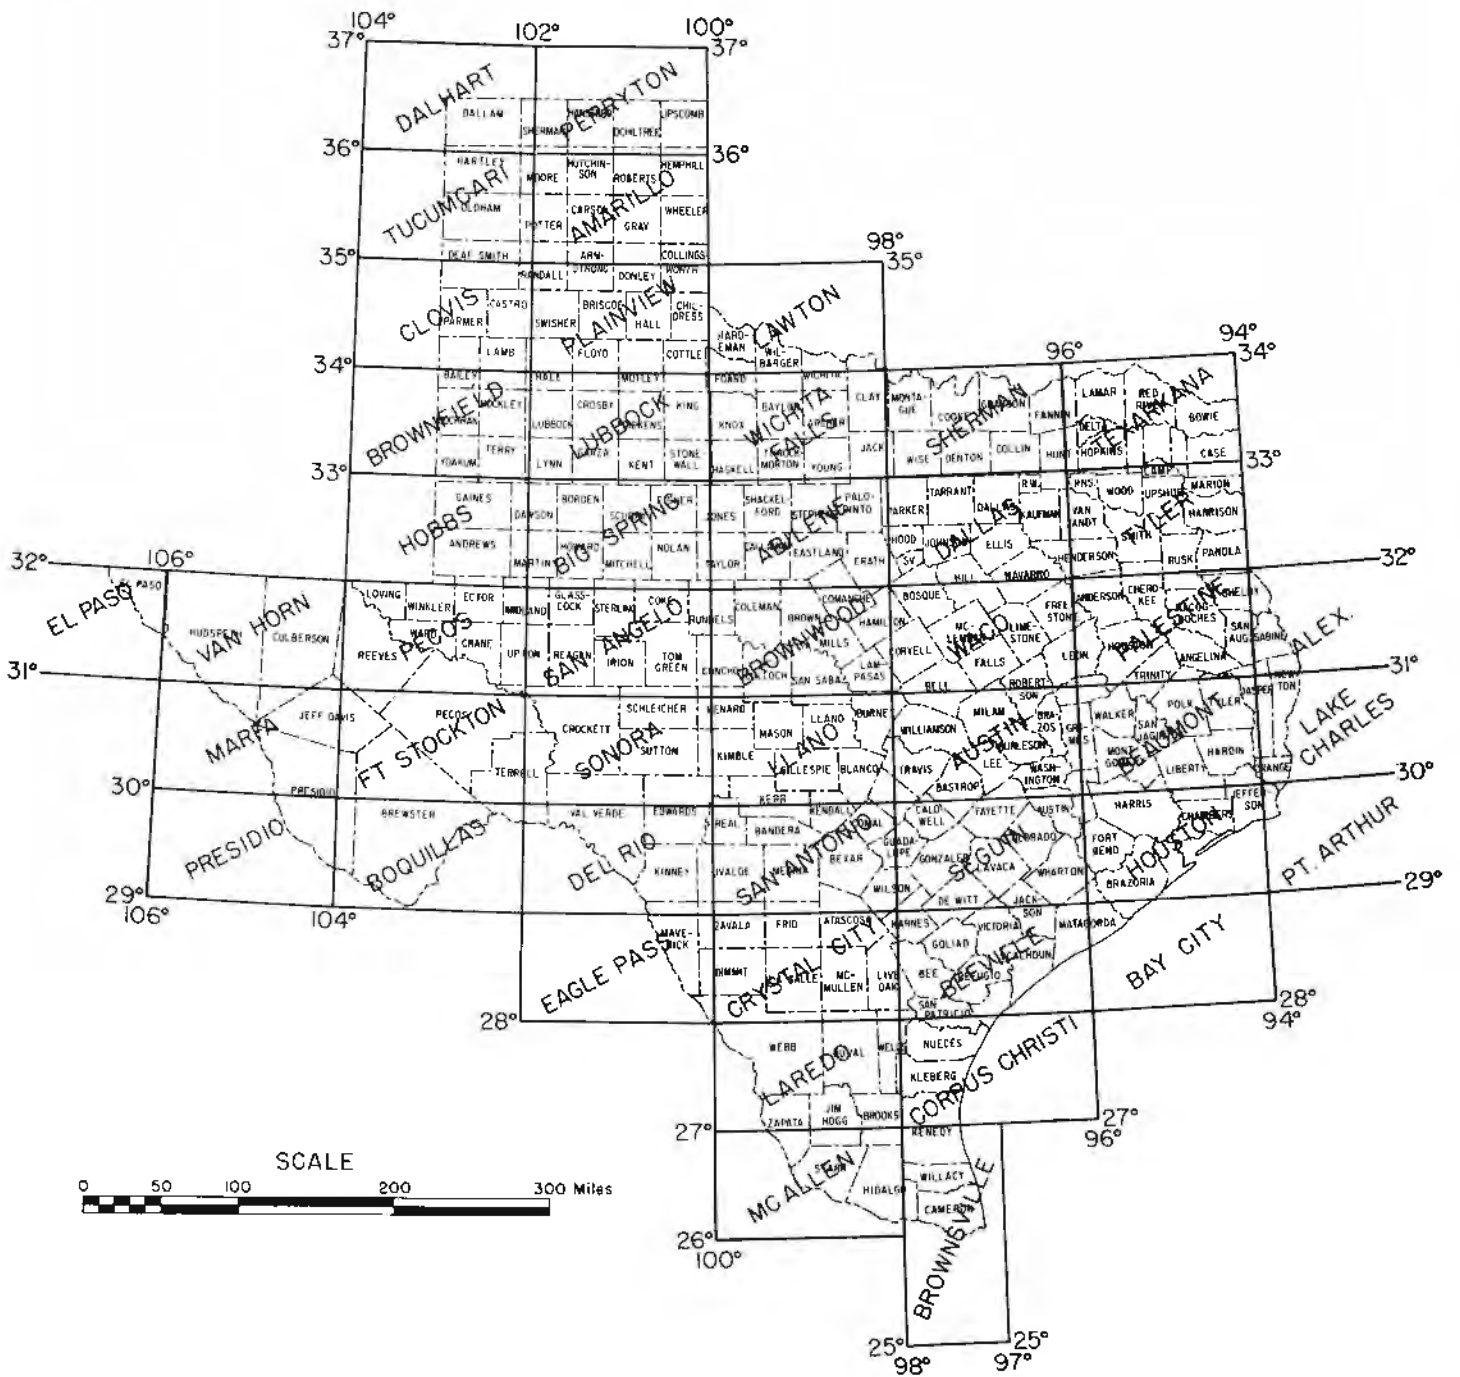 104°
102°
100°
37°
37°
DALHART
PERRYTON
DALLAM
SHERMAN
OCHILTREE
LIPSCOMB
36°
36°
HARTLEY
MOORE
HUTCHIN-
SON
ROBERTS
HEMPHILL
TUCUMCARI
AMARILLO
OLDHAM
POTTER
CARSON
GRAY
WHEELER
98°
35°
35°
DEAF SMITH
RANDALL
ARM-
STRONG
DONLEY
COLLINGS-
WORTH
CLOVIS
PLAINVIEW
LAWTON
PARMER
CASTRO
SWISHER
BRISCOE
HALL
CHIL-
DRESS
HARD-
EMAN
WIL-
BARGER
96°
94°
34°
34°
LAMB
FLOYD
COTTLE
BAILEY
HALE
MOTLEY
FOARD
WICHITA
CLAY
MONTA-
GUE
COOKE
GRAYSON
FANNIN
LAMAR
RED
RIVER
BOWIE
BROWNFIELD
LUBBOCK
WICHITA
FALLS
SHERMAN
TEXARKANA
COCHRAN
HOCKLEY
LUBBOCK
CROSBY
DICKENS
KING
KNOX
BAYLOR
ARCHER
DELTA
HOPKINS
CASE
33°
33°
YOAKUM
TERRY
LYNN
GARZA
KENT
STONE
WALL
HASKELL
THROCK
MORTON
YOUNG
JACK
WISE
DENTON
COLLIN
HUNT
CAMP
GAINES
DAWSON
BORDEN
SCURRY
FISHER
JONES
SHACKEL-
FORD
STEPHENS
PALO-
PINTO
PARKER
TARRANT
DALLAS
R.W.
KAUFMAN
RNS.
VAN
ZANDT
WOOD
UPSHUR
MARION
HARRISON
HOBBS
BIG SPRING
ABILENE
DALLAS
TYLER
ANDREWS
MARTIN
HOWARD
MITCHELL
NOLAN
TAYLOR
CALLAHAN
EASTLAND
ERATH
HOOD
SV
JOHNSON
ELLIS
HENDERSON
SMITH
RUSK
PANOLA
32°
106°
32°
EL PASO
EL PASO
HUDSPETH
CULBERSON
VAN HORN
LOVING
WINKLER
ECTOR
MIDLAND
GLASS-
COCK
STERLING
COKE
RUNNELS
COLEMAN
BROWN
COMANCHE
HAMILTON
BOSQUE
HILL
NAVARRO
FREE
STONE
ANDERSON
CHERO-
KEE
NACOG-
DOCHES
SHELBY
PECOS
SAN ANGELO
BROWNWOOD
WACO
PALESTINE
ALEX.
REEVES
WARD
CRANE
UPTON
REAGAN
IRION
TOM
GREEN
CONCHO
MC
CULLOCH
SAN SABA
MILLS
LAM-
PASAS
CORYELL
MC-
LENNAN
LIME-
STONE
FALLS
LEON
HOUSTON
TRINITY
ANGELINA
SAN
AUG.
SABINE
31°
31°
BELL
ROBERT-
SON
MARFA
FT STOCKTON
SONORA
LLANO
AUSTIN
BEAUMONT
LAKE
CHARLES
JEFF DAVIS
PECOS
TERRELL
CROCKETT
SCHLEICHER
SUTTON
MENARD
KIMBLE
MASON
LLANO
BURNET
GILLESPIE
BLANCO
WILLIAMSON
TRAVIS
MILAM
BURLESON
LEE
BASTROP
BRA-
ZOS
WASH-
INGTON
GRI-
MES
WALKER
MONT
GOMERY
SAN
JACIN
POLK
TYLER
HARDIN
LIBERTY
JASPER
NEW
TON
ORANGE
30°
30°
PRESIDIO
BREWSTER
VAL VERDE
EDWARDS
KERR
REAL
BANDERA
KENDALL
COMAL
CALD
WELL
FAYETTE
AUSTIN
HARRIS
CHAMBERS
JEFFER
SON
PRESIDIO
BOQUILLAS
DEL RIO
SAN ANTONIO
SEGUIN
HOUSTON
PT. ARTHUR
KINNEY
UVALDE
MEDINA
BEXAR
GUADA-
LUPE
WILSON
GONZALES
LAVACA
COLORADO
WHARTON
FORT
BEND
BRAZORIA
29°
29°
106°
104°
DE WITT
JACK-
SON
MATAGORDA
EAGLE PASS
CRYSTAL CITY
BEEVILLE
BAY CITY
MAVE-
RICK
ZAVALA
FRIO
ATASCOSA
KARNES
GOLIAD
VICTORIA
CALHOUN
DIMMIT
LA SALLE
MC-
MULLEN
LIVE
OAK
BEE
REFUGIO
SAN
PATRICIO
28°
28°
94°
WEBB
DUVAL
WELLS
NUECES
KLEBERG
LAREDO
CORPUS CHRISTI
ZAPATA
JIM
HOGG
BROOKS
KENEDY
27°
27°
96°
MC ALLEN
BROWNSVILLE
STARR
HIDALGO
WILLACY
CAMERON
26°
100°
25°
25°
98°
97°
SCALE
0 50 100 200 300 Miles